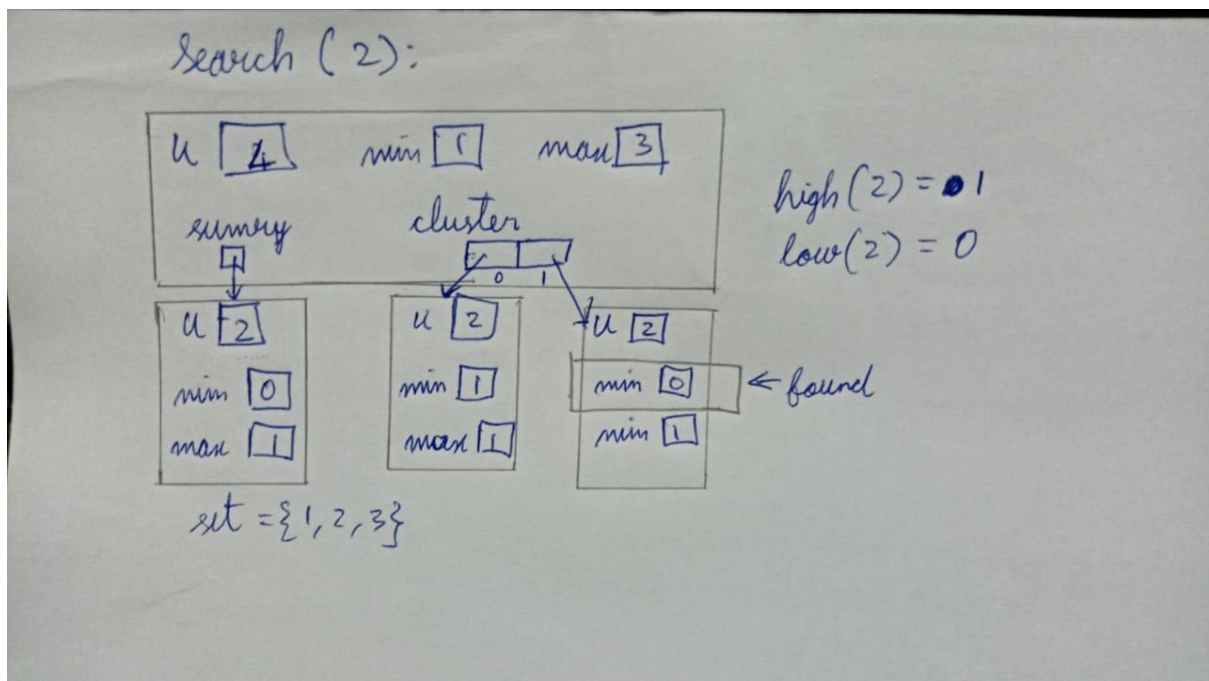 search (2):
u 4 min 1 max 3
high(2) = 1
sumry cluster
low(2) = 0
0 1
u 2 u 2 u 2
min 0 min 1 min 0 ← found
max 1 max 1 min 1
set = {1, 2, 3}